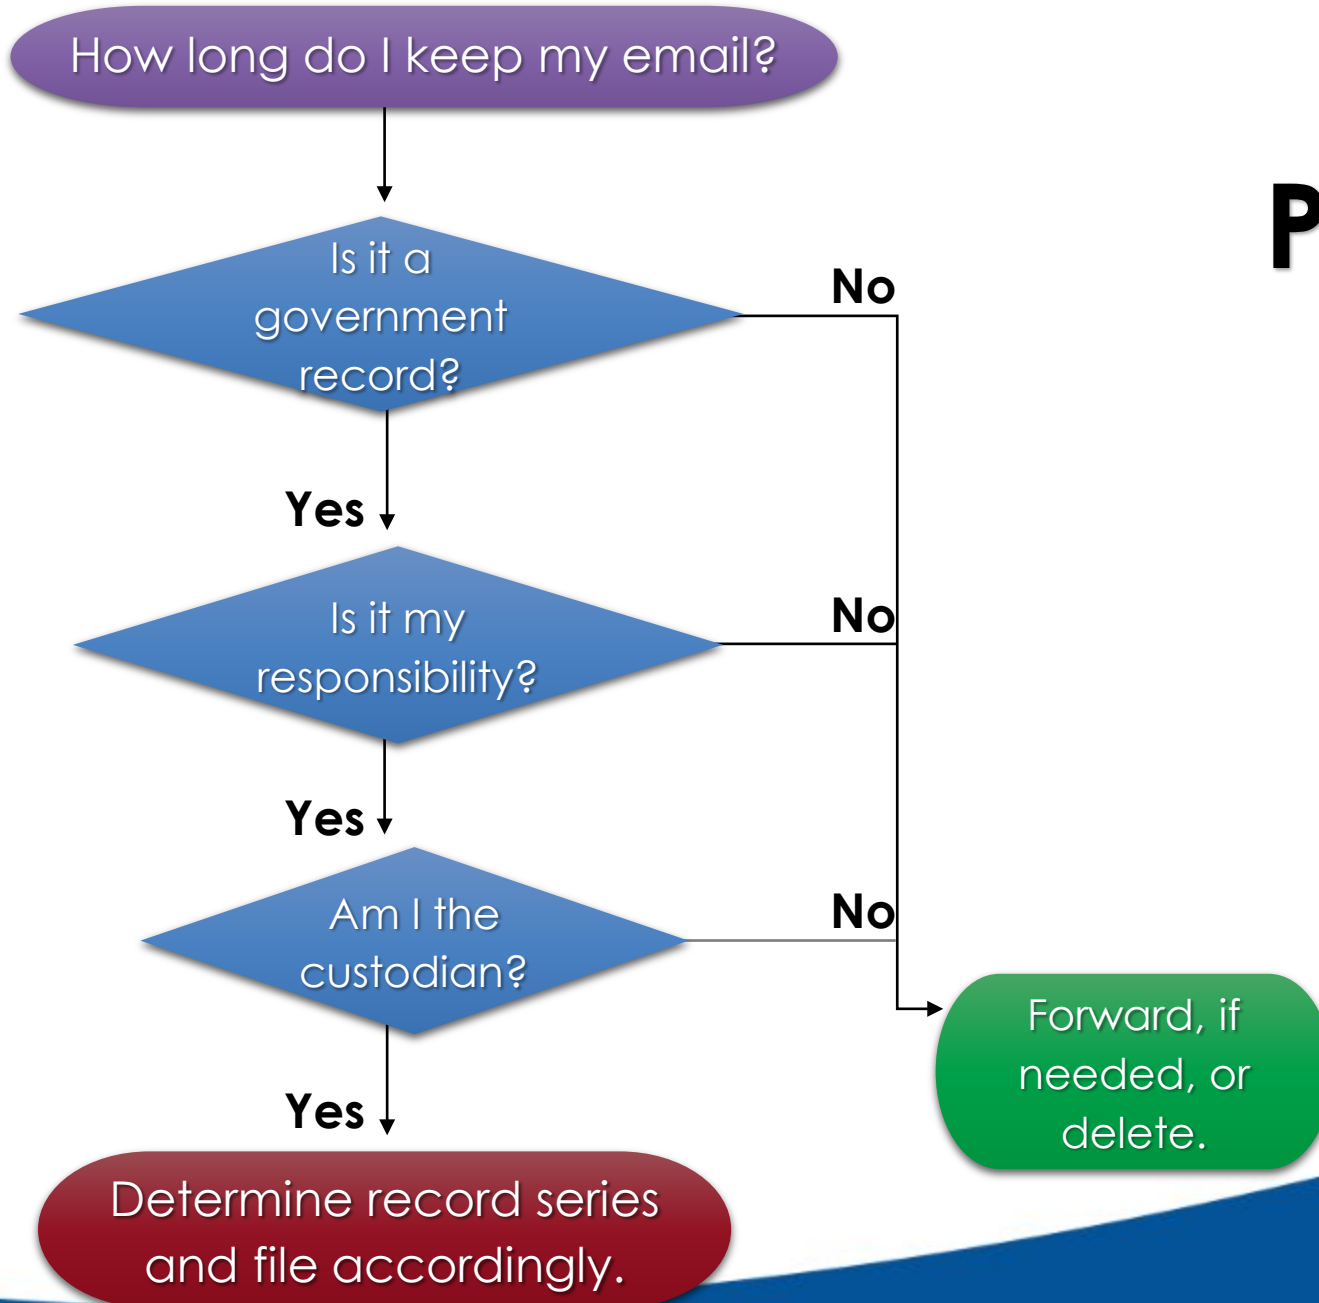 How long do I keep my email?
P
Is it a
government
record?
No
Yes
Is it my
responsibility?
No
Yes
Am I the
custodian?
No
Forward, if
needed, or
delete.
Yes
Determine record series
and file accordingly.